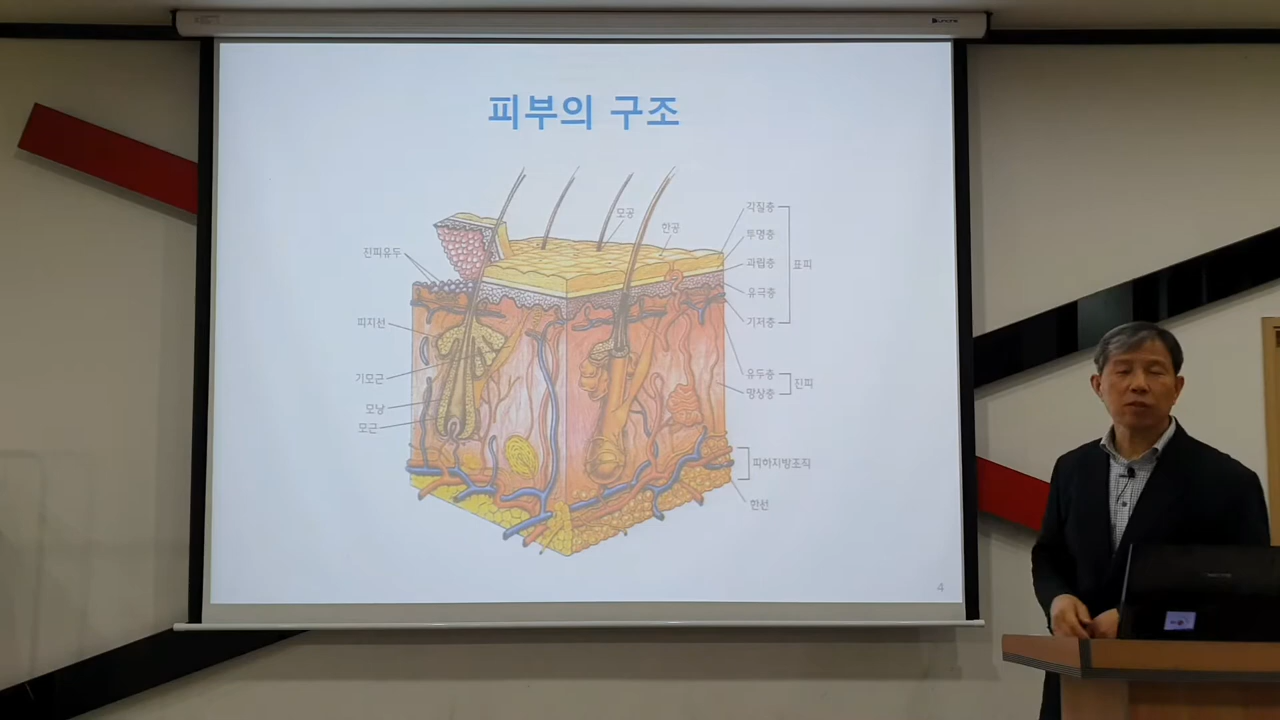 피부의 구조
모공
한공
각질층
투명층
과립층
유극층
기저층
표피
진피유두
피지선
기모근
모낭
모근
유두층
망상층
진피
피하지방조직
한선
4